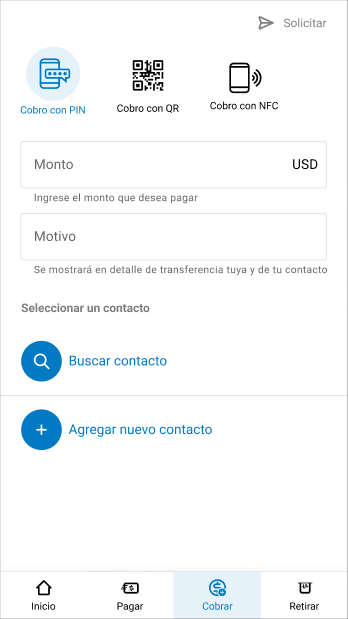 Solicitar
Cobro con PIN
Cobro con QR
Cobro con NFC
Monto
USD
Ingrese el monto que desea pagar
Motivo
Se mostrará en detalle de transferencia tuya y de tu contacto
Seleccionar un contacto
Buscar contacto
Agregar nuevo contacto
Inicio
Pagar
Cobrar
Retirar